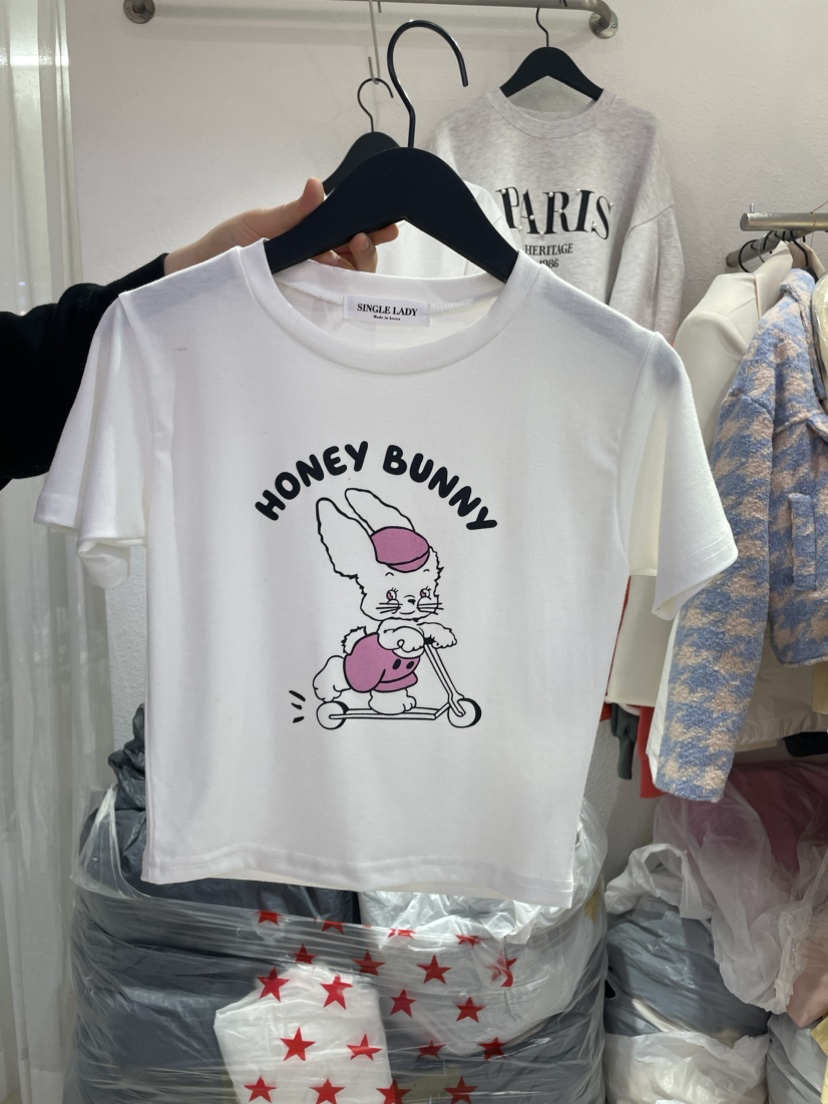 PARIS
HERITAGE
1986
SINGLE LADY
Made in korea
HONEY BUNNY